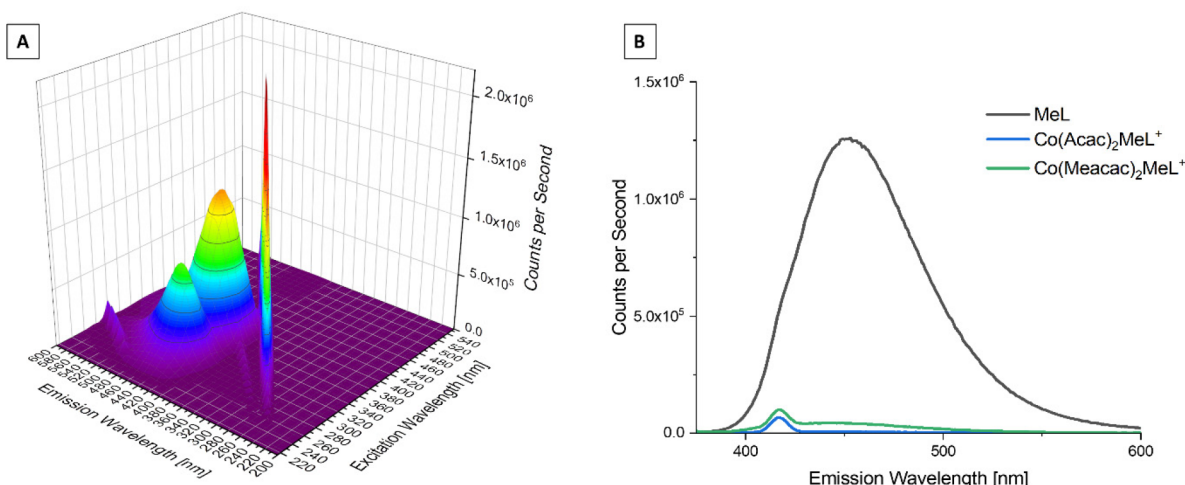 A
2.0x10⁶
1.5x10⁶
1.0x10⁶
5.0x10⁵
0.0
Counts per Second
540
520
500
480
460
440
420
400
380
360
340
320
300
280
260
240
220
Excitation Wavelength [nm]
Emission Wavelength [nm]
600
200
B
1.5x10⁶
1.0x10⁶
5.0x10⁵
0.0
400
500
600
Counts per Second
Emission Wavelength [nm]
MeL
Co(Acac)₂MeL⁺
Co(Meacac)₂MeL⁺